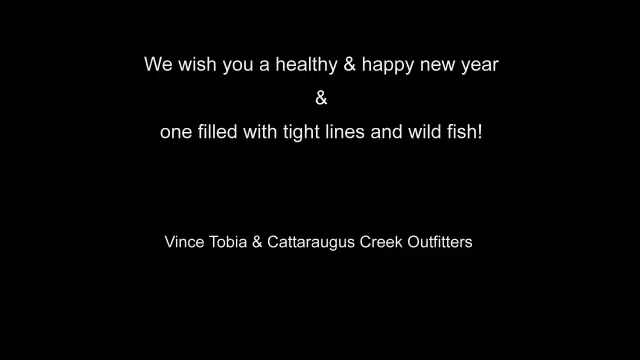 We wish you a healthy & happy new year
&
one filled with tight lines and wild fish!
Vince Tobia & Cattaraugus Creek Outfitters